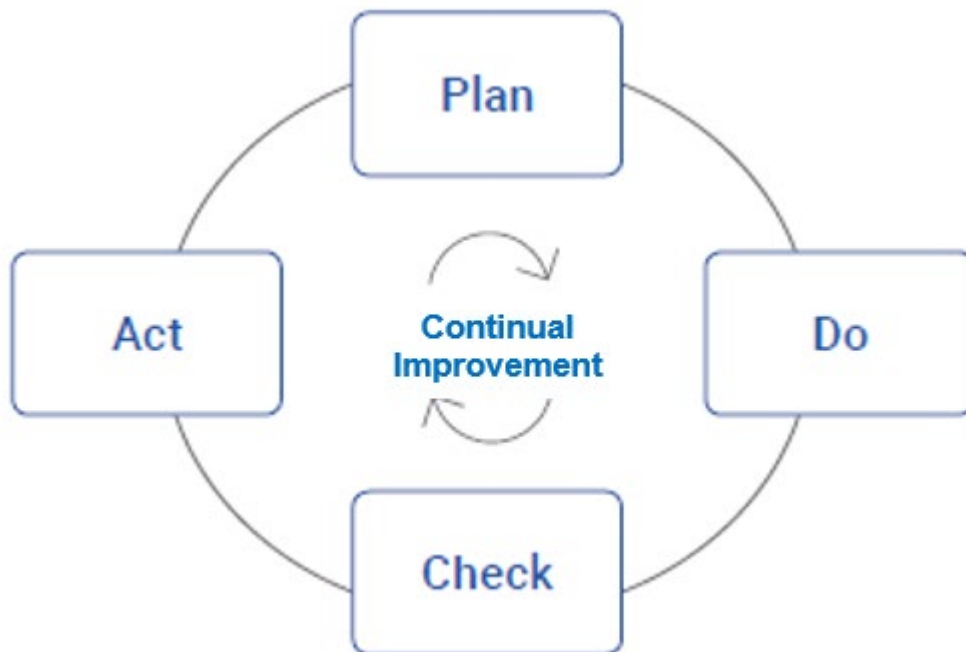 Plan
Act
Continual
Improvement
Do
Check